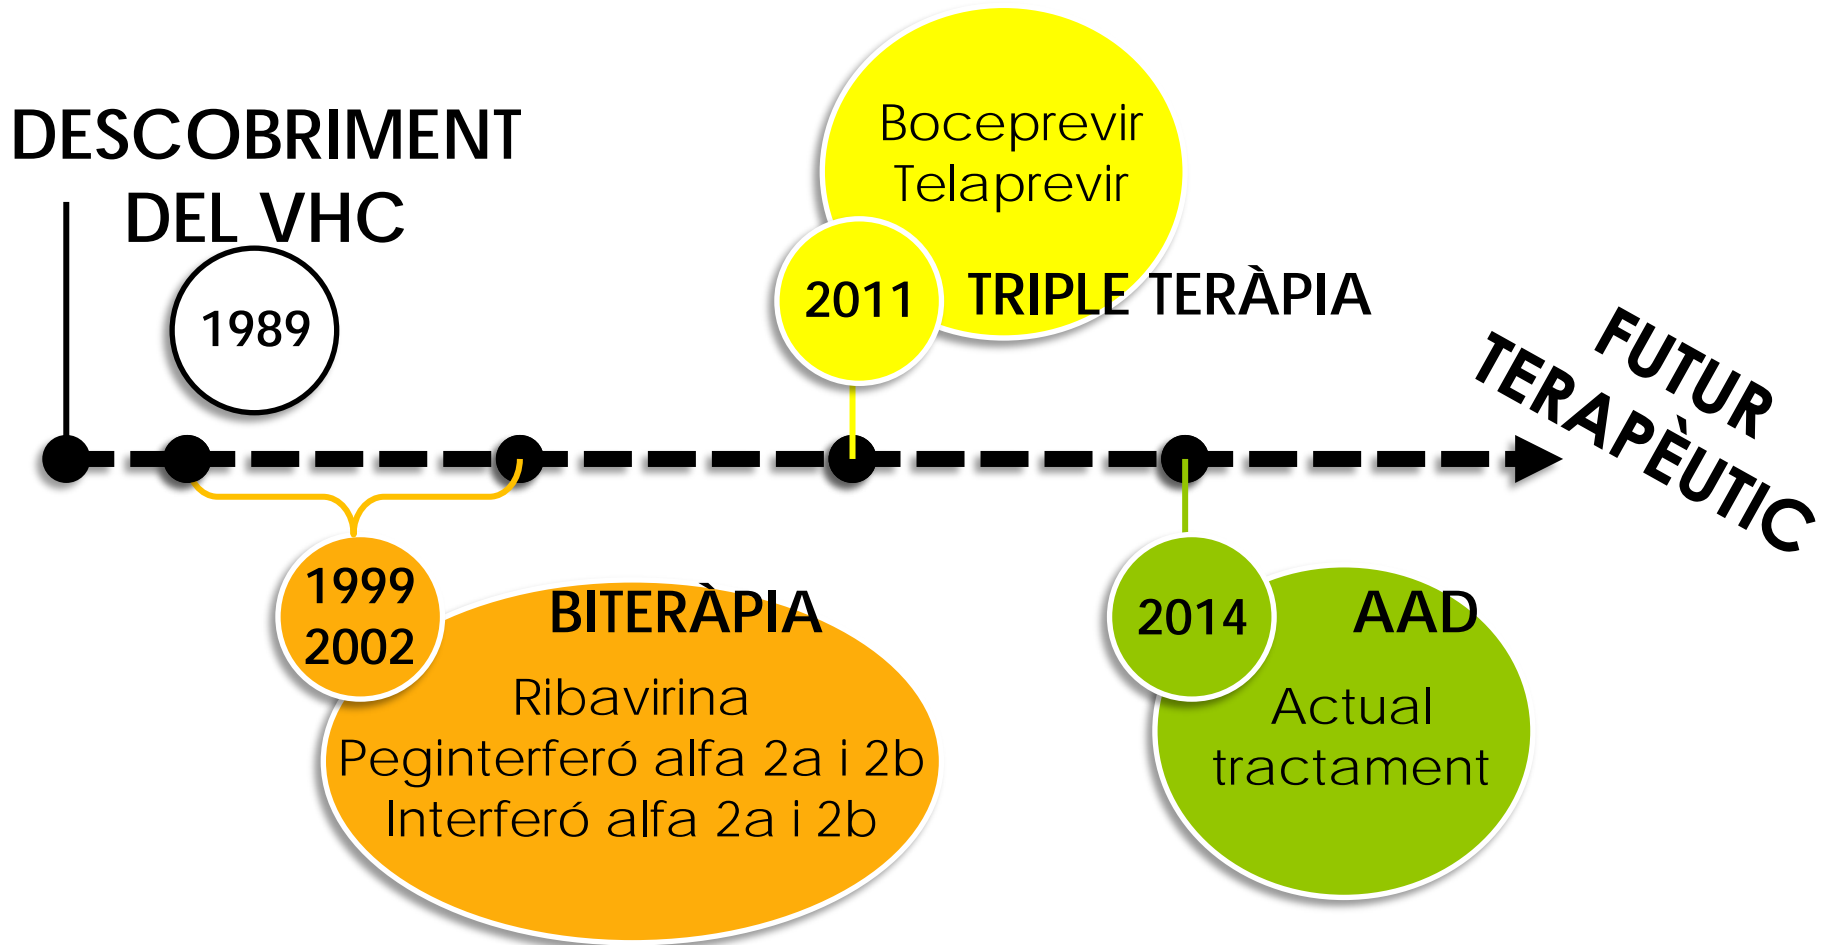 DESCOBRIMENT
DEL VHC
1989
1999
2002
BITERÀPIA
Ribavirina
Peginterferó alfa 2a i 2b
Interferó alfa 2a i 2b
Boceprevir
Telaprevir
2011
TRIPLE TERÀPIA
2014
AAD
Actual
tractament
FUTUR
TERAPÈUTIC